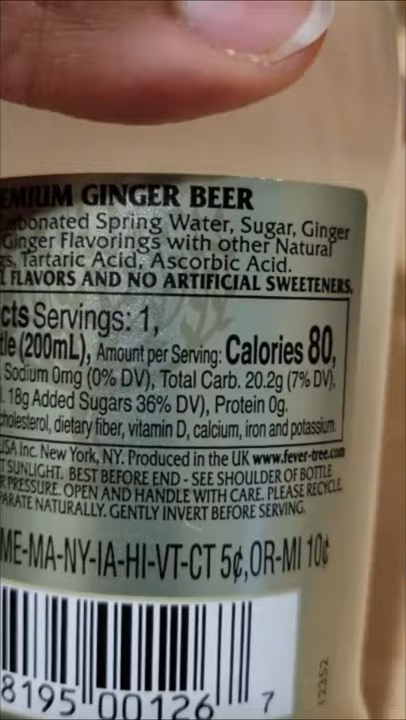 EMIUM GINGER BEER
Carbonated Spring Water, Sugar, Ginger
Ginger Flavorings with other Natural
gs, Tartaric Acid, Ascorbic Acid.
L FLAVORS AND NO ARTIFICIAL SWEETENERS.
cts Servings: 1,
tle (200mL), Amount per Serving: Calories 80,
Sodium 0mg (0% DV), Total Carb. 20.2g (7% DV),
. 18g Added Sugars 36% DV), Protein 0g.
cholesterol, dietary fiber, vitamin D, calcium, iron and potassium.
USA Inc. New York, NY. Produced in the UK www.fever-tree.com
T SUNLIGHT. BEST BEFORE END - SEE SHOULDER OF BOTTLE
R PRESSURE. OPEN AND HANDLE WITH CARE. PLEASE RECYCLE
PARATE NATURALLY. GENTLY INVERT BEFORE SERVING.
ME-MA-NY-IA-HI-VT-CT 5¢, OR-MI 10¢
8195 00126 7
12352